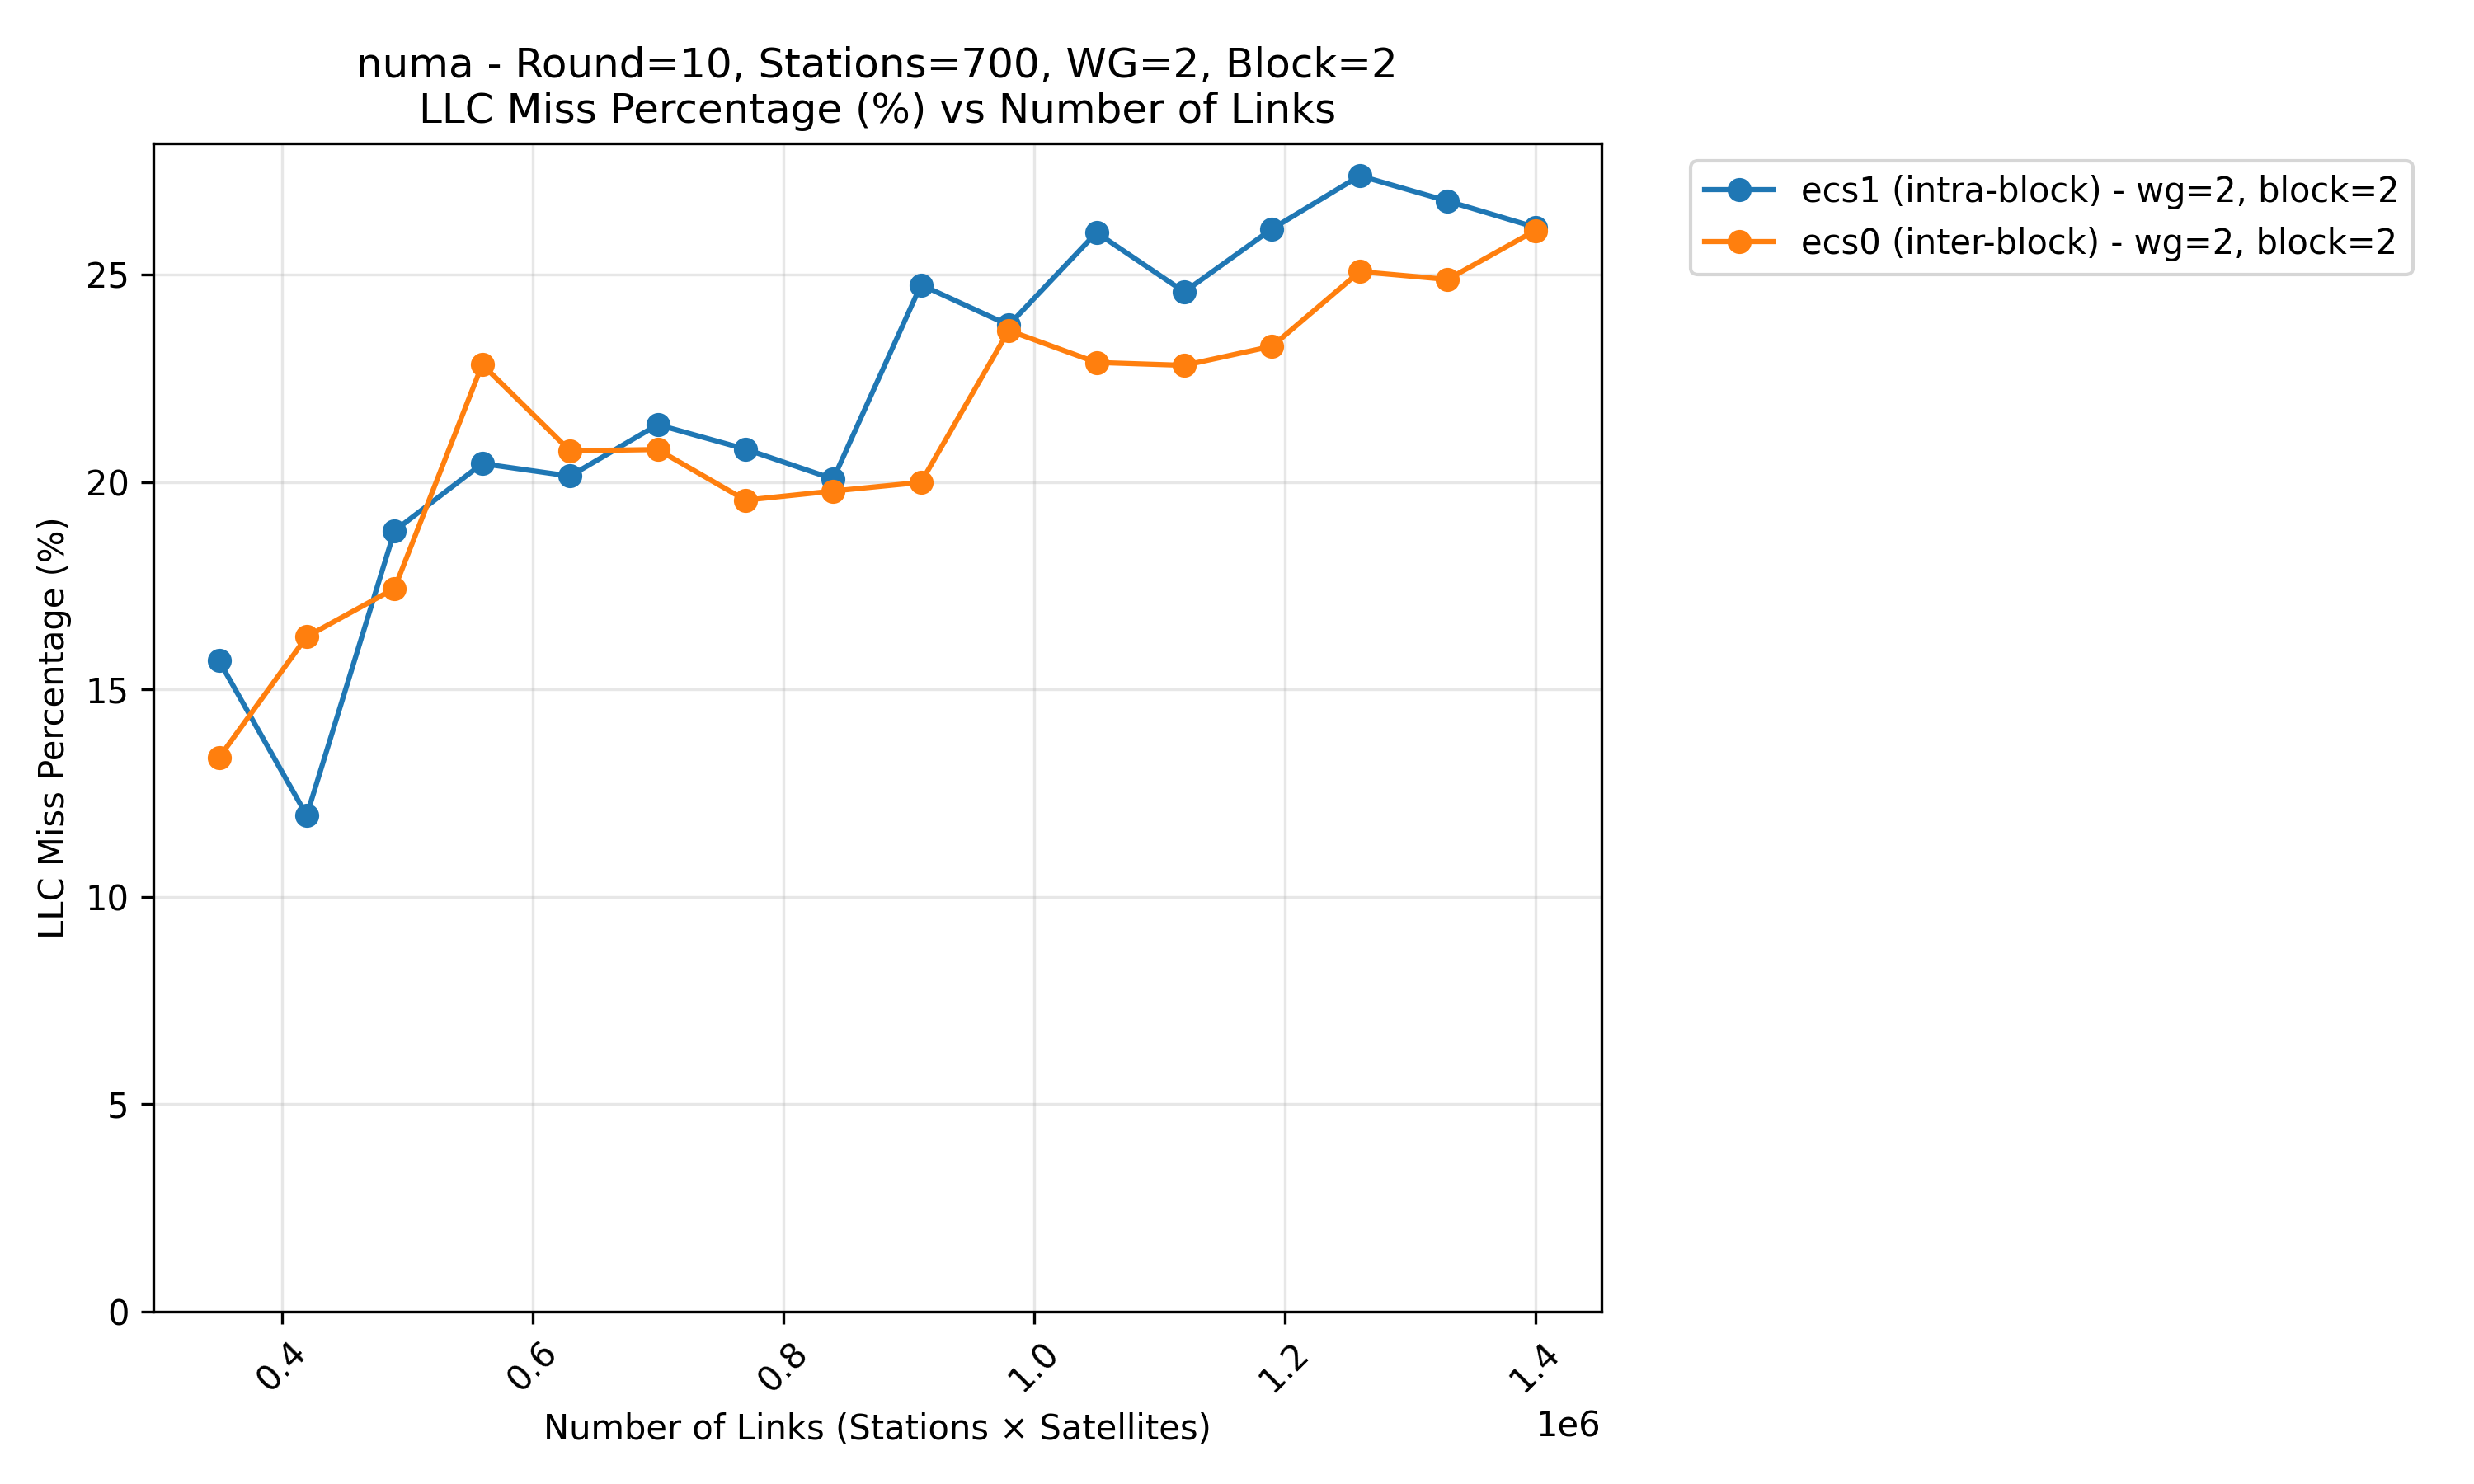 numa - Round=10, Stations=700, WG=2, Block=2
LLC Miss Percentage (%) vs Number of Links
ecs1 (intra-block) - wg=2, block=2
ecs0 (inter-block) - wg=2, block=2
LLC Miss Percentage (%)
25
20
15
10
5
0
0.4
0.6
0.8
1.0
1.2
1.4
1e6
Number of Links (Stations × Satellites)